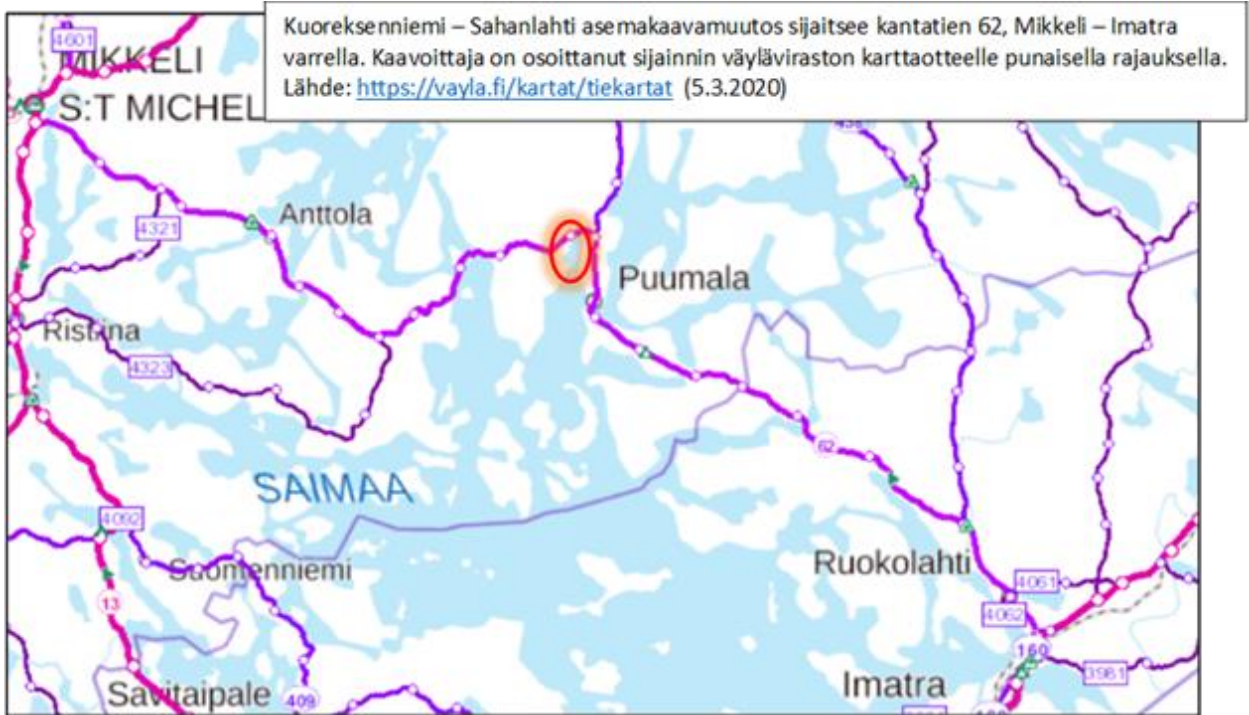 Kuoreksenniemi – Sahanlahti asemakaavamuutos sijaitsee kantatien 62, Mikkeli – Imatra
varrella. Kaavoittaja on osoittanut sijainnin väyläviraston karttaotteelle punaisella rajauksella.
Lähde: https://vayla.fi/kartat/tiekartat (5.3.2020)
4601
MIKKELI
S:T MICHEL
4321
Anttola
Puumala
Ristiina
4323
62
SAIMAA
4092
Suomenniemi
13
Ruokolahti
4061
4062
160
3981
Savitaipale
409
Imatra